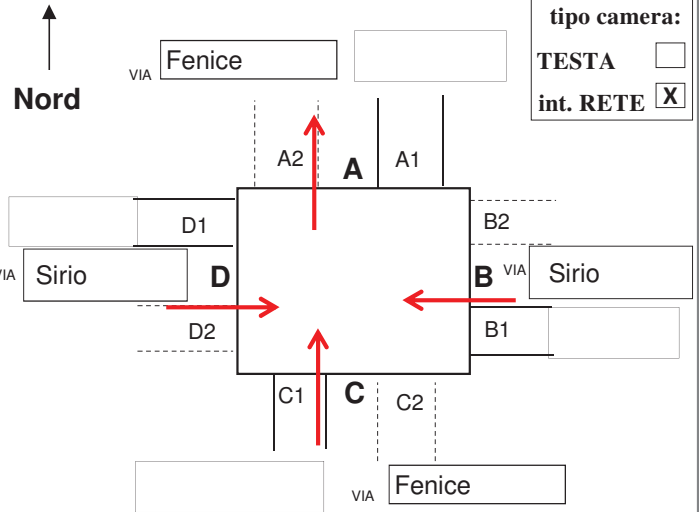 tipo camera:
TESTA
int. RETE X
Nord
VIA Fenice
A2 A A1
D1 B2
VIA Sirio D B VIA Sirio
D2 B1
C1 C C2
VIA Fenice